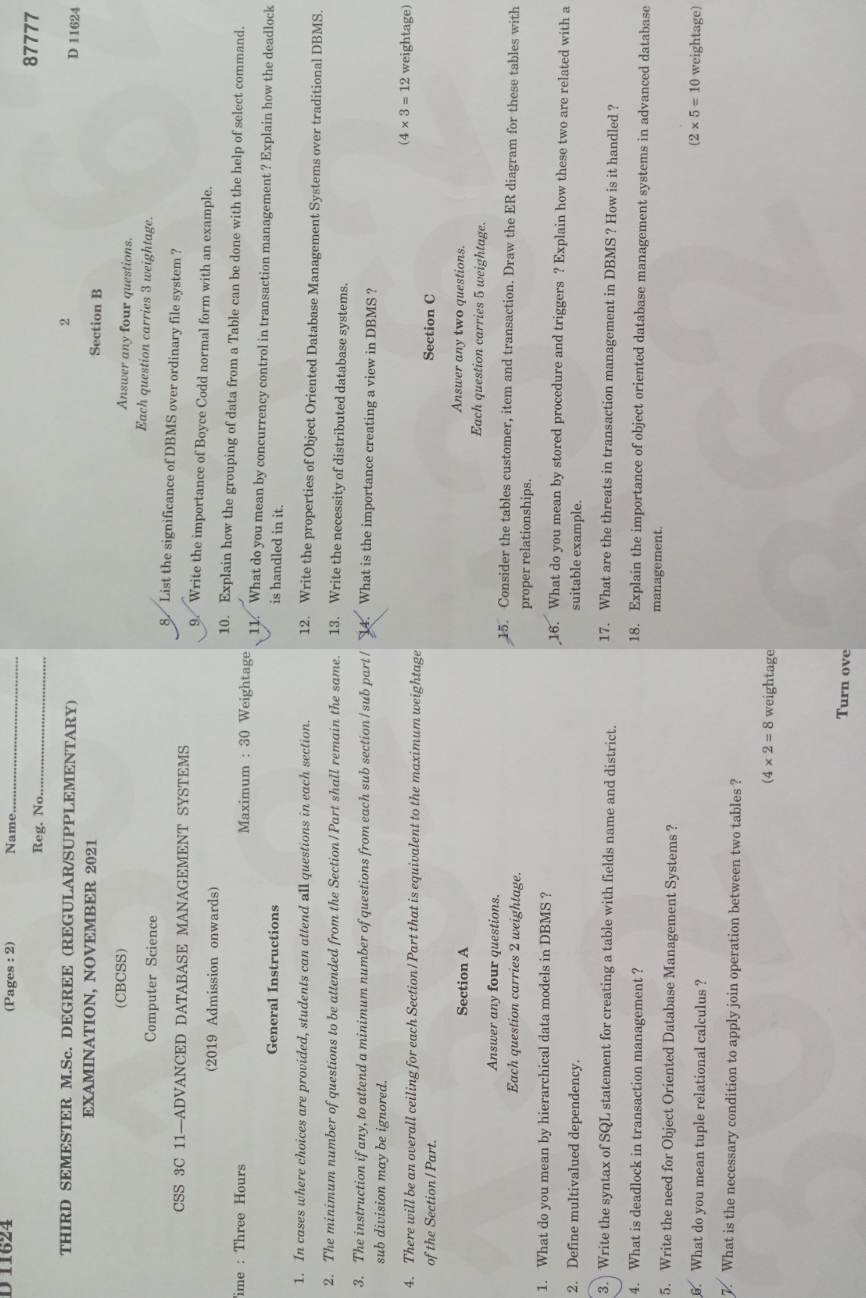 D 11624
(Pages : 2)
Name
Reg. No.
THIRD SEMESTER M.Sc. DEGREE (REGULAR/SUPPLEMENTARY)
EXAMINATION, NOVEMBER 2021
(CBCSS)
Computer Science
CSS 3C 11—ADVANCED DATABASE MANAGEMENT SYSTEMS
(2019 Admission onwards)
ime : Three Hours
Maximum : 30 Weightage
General Instructions
1. In cases where choices are provided, students can attend all questions in each section.
2. The minimum number of questions to be attended from the Section/Part shall remain the same.
3. The instruction if any, to attend a minimum number of questions from each sub section/sub part/
sub division may be ignored.
4. There will be an overall ceiling for each Section/Part that is equivalent to the maximum weightage
of the Section/Part.
Section A
Answer any four questions.
Each question carries 2 weightage.
1. What do you mean by hierarchical data models in DBMS ?
2. Define multivalued dependency.
3. Write the syntax of SQL statement for creating a table with fields name and district.
4. What is deadlock in transaction management ?
5. Write the need for Object Oriented Database Management Systems ?
6. What do you mean tuple relational calculus ?
7. What is the necessary condition to apply join operation between two tables ?
(4 × 2 = 8 weightage
Turn ove
87777
2
D 11624
Section B
Answer any four questions.
Each question carries 3 weightage.
8. List the significance of DBMS over ordinary file system ?
9. Write the importance of Boyce Codd normal form with an example.
10. Explain how the grouping of data from a Table can be done with the help of select command.
11. What do you mean by concurrency control in transaction management ? Explain how the deadlock
is handled in it.
12. Write the properties of Object Oriented Database Management Systems over traditional DBMS.
13. Write the necessity of distributed database systems.
14. What is the importance creating a view in DBMS ?
(4 × 3 = 12 weightage)
Section C
Answer any two questions.
Each question carries 5 weightage.
15. Consider the tables customer, item and transaction. Draw the ER diagram for these tables with
proper relationships.
16. What do you mean by stored procedure and triggers ? Explain how these two are related with a
suitable example.
17. What are the threats in transaction management in DBMS ? How is it handled ?
18. Explain the importance of object oriented database management systems in advanced database
management.
(2 × 5 = 10 weightage)